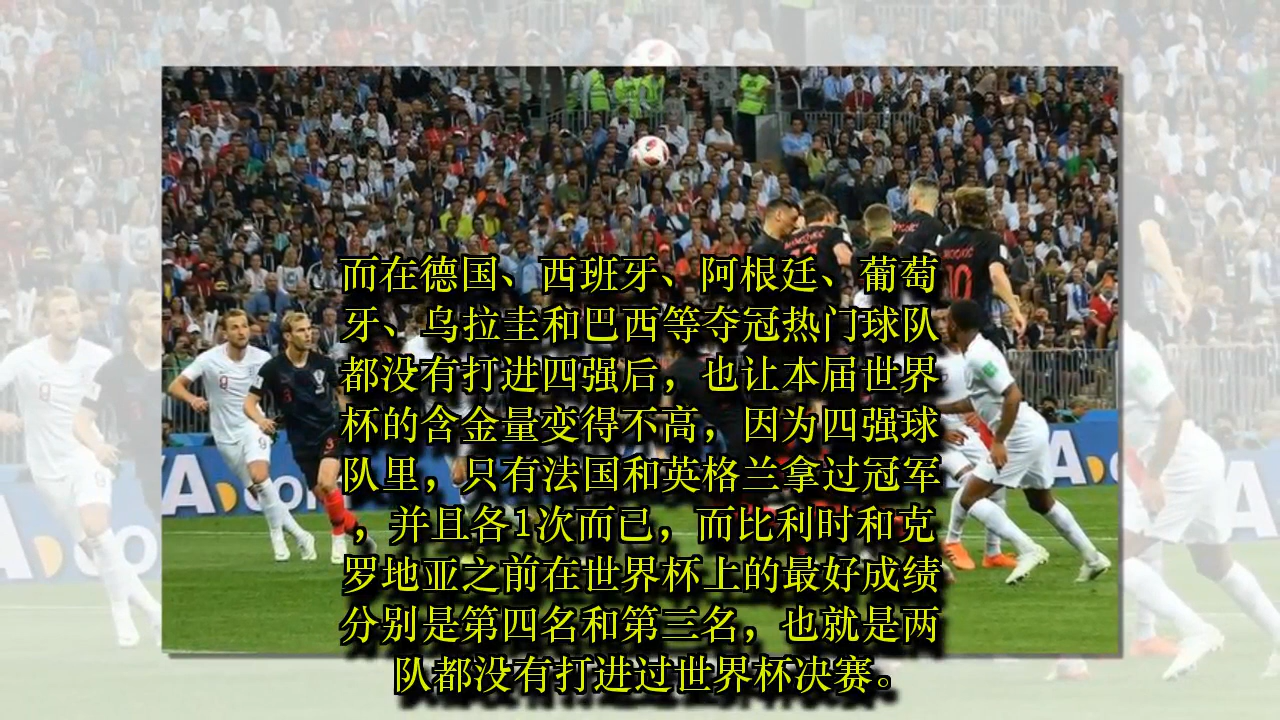 而在德国、西班牙、阿根廷、葡萄
牙、乌拉圭和巴西等夺冠热门球队
都没有打进四强后，也让本届世界
杯的含金量变得不高，因为四强球
队里，只有法国和英格兰拿过冠军
，并且各1次而已，而比利时和克
罗地亚之前在世界杯上的最好成绩
分别是第四名和第三名，也就是两
队都没有打进过世界杯决赛。